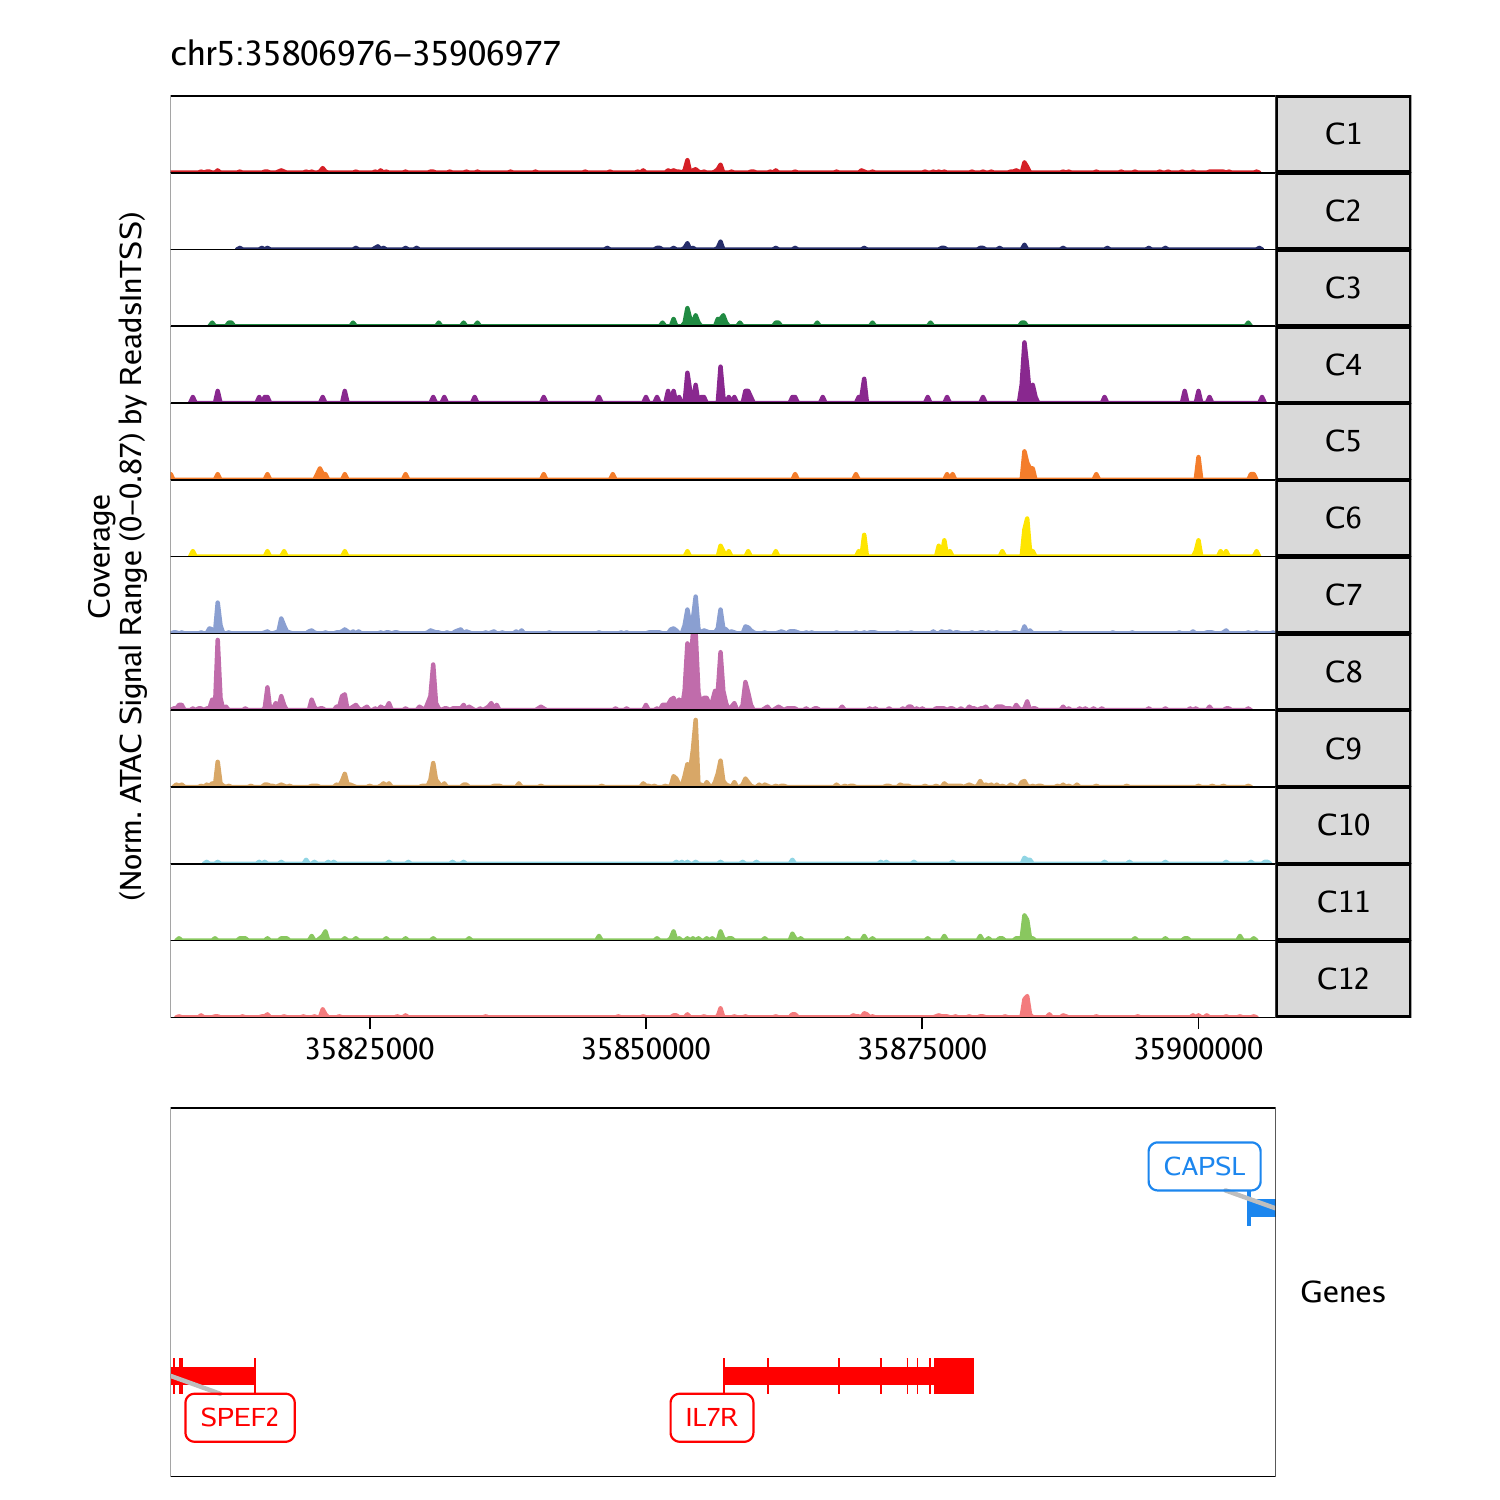 chr5:35806976–35906977
Coverage
(Norm. ATAC Signal Range (0–0.87) by ReadsInTSS)
C1
C2
C3
C4
C5
C6
C7
C8
C9
C10
C11
C12
35825000 35850000 35875000 35900000
CAPSL
Genes
SPEF2 IL7R